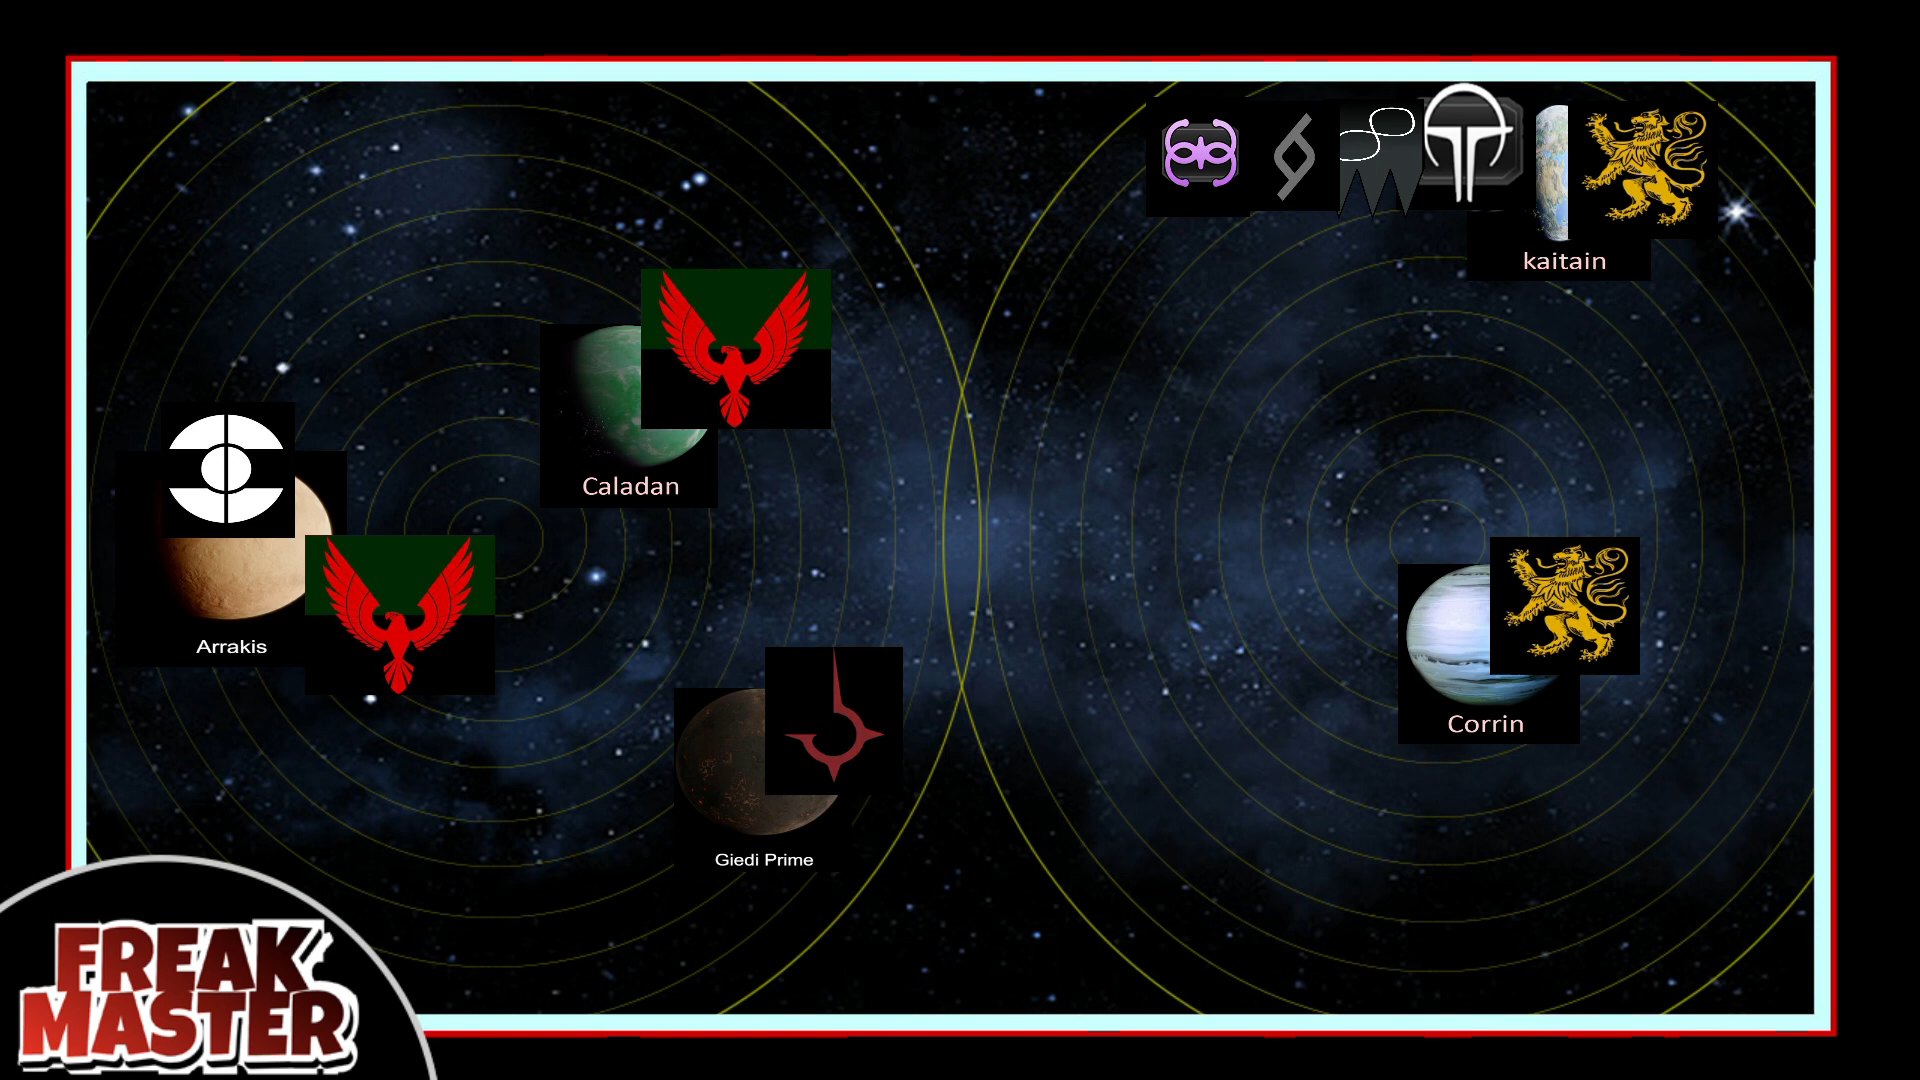 kaitain
Caladan
Arrakis
Corrin
Giedi Prime
FREAK
MASTER